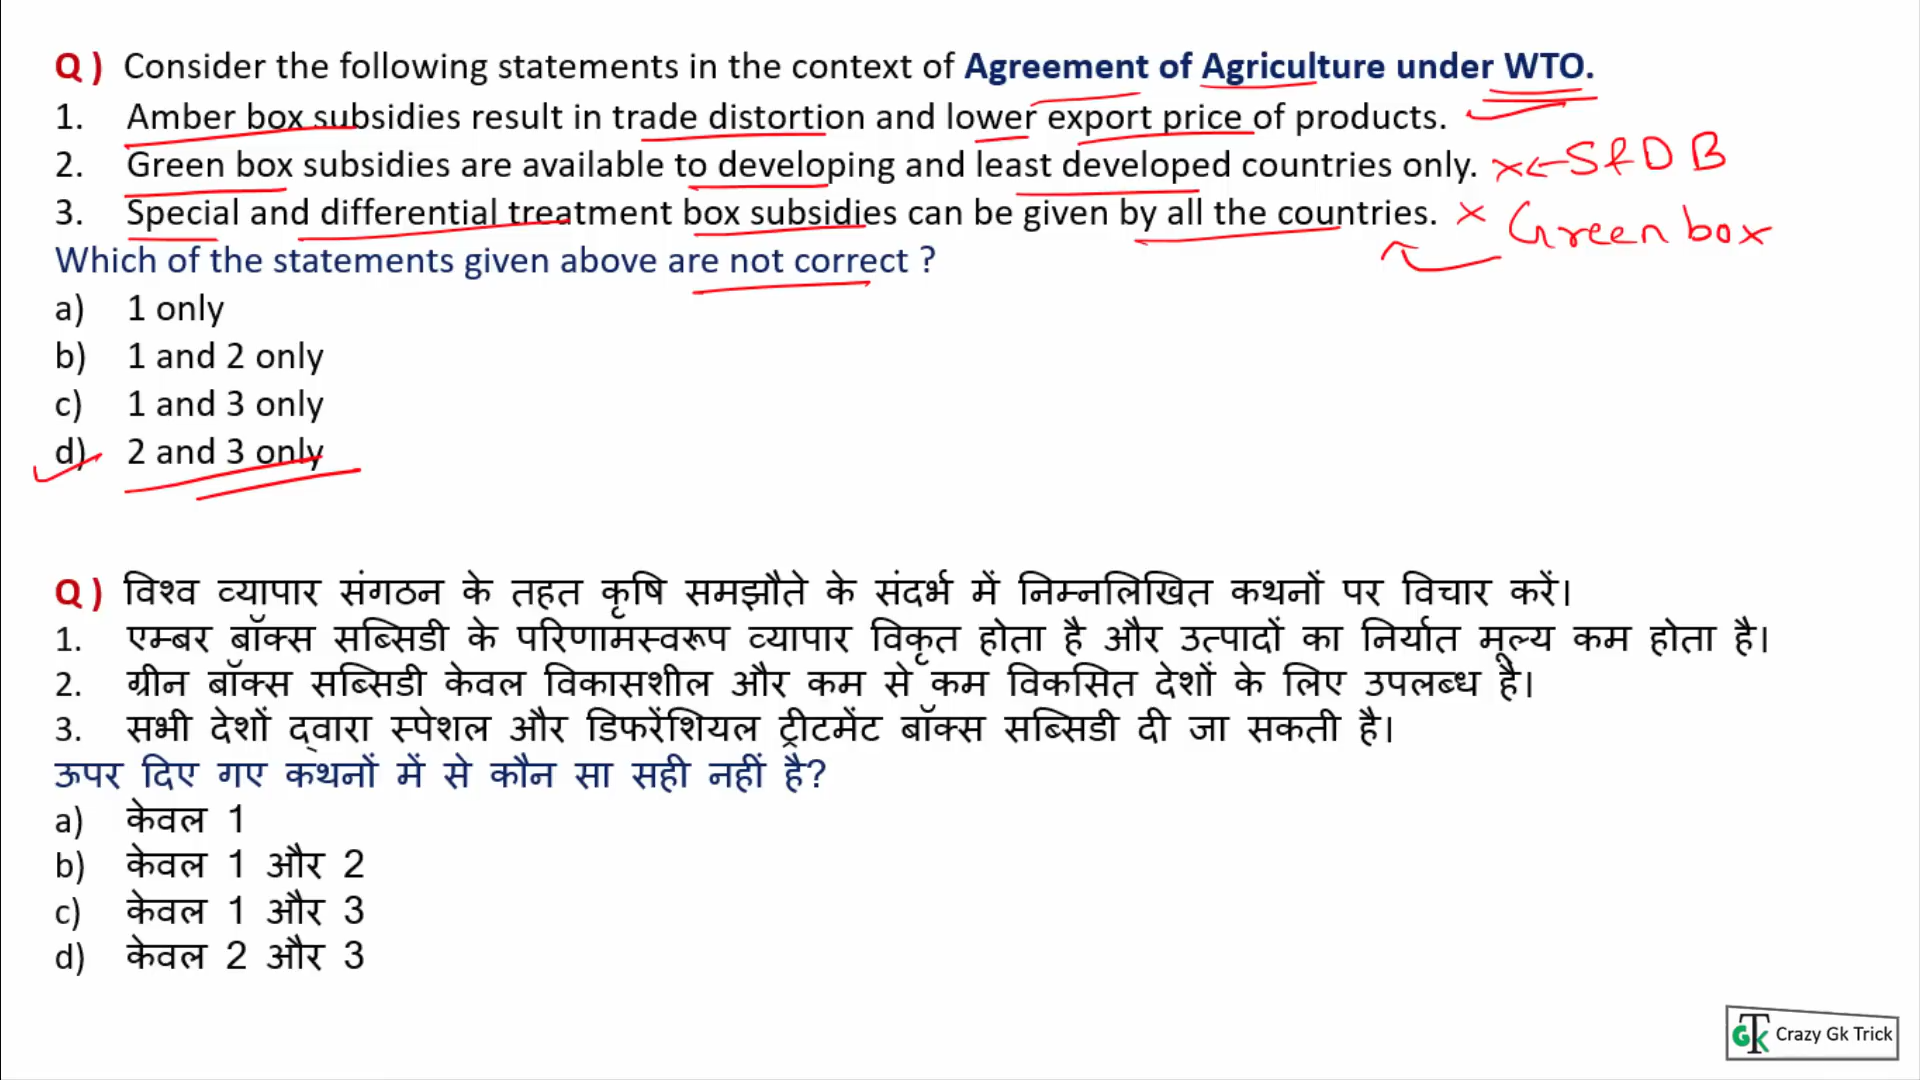 Q ) Consider the following statements in the context of Agreement of Agriculture under WTO.
1. Amber box subsidies result in trade distortion and lower export price of products.
2. Green box subsidies are available to developing and least developed countries only. ×←S&DB
3. Special and differential treatment box subsidies can be given by all the countries. × Green box
Which of the statements given above are not correct ?
a) 1 only
b) 1 and 2 only
c) 1 and 3 only
d) 2 and 3 only
Q ) विश्व व्यापार संगठन के तहत कृषि समझौते के संदर्भ में निम्नलिखित कथनों पर विचार करें।
1. एम्बर बॉक्स सब्सिडी के परिणामस्वरूप व्यापार विकृत होता है और उत्पादों का निर्यात मूल्य कम होता है।
2. ग्रीन बॉक्स सब्सिडी केवल विकासशील और कम से कम विकसित देशों के लिए उपलब्ध है।
3. सभी देशों द्वारा स्पेशल और डिफरेंशियल ट्रीटमेंट बॉक्स सब्सिडी दी जा सकती है।
ऊपर दिए गए कथनों में से कौन सा सही नहीं है?
a) केवल 1
b) केवल 1 और 2
c) केवल 1 और 3
d) केवल 2 और 3
GTK Crazy Gk Trick